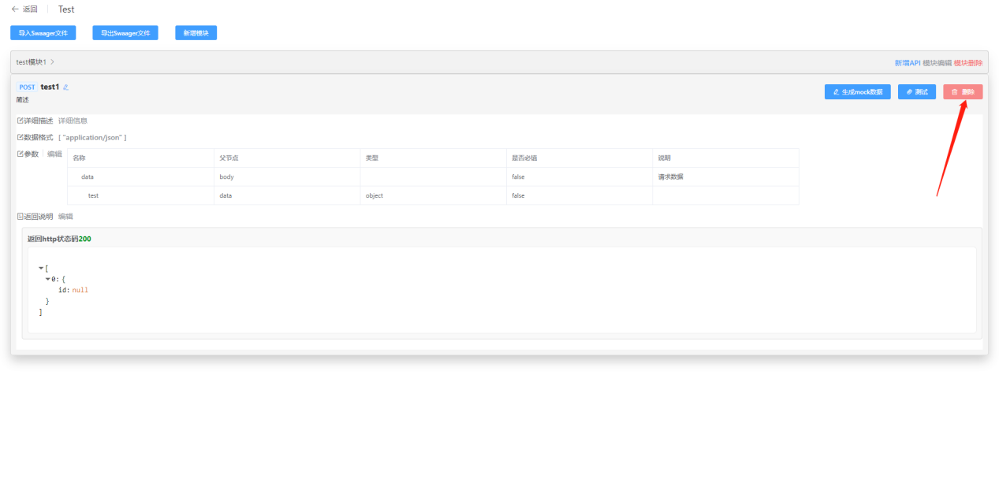 返回 Test
导入Swaager文件 导出Swaager文件 新增模块
test模块1 新增API 模块编辑 模块删除
POST test1 生成mock数据 测试 删除
简述
详细描述 详细信息
数据格式 [ "application/json" ]
参数 编辑 名称 父节点 类型 是否必填 说明
data body false 请求数据
test data object false
返回说明 编辑
返回http状态码200
[
0: {
id: null
}
]